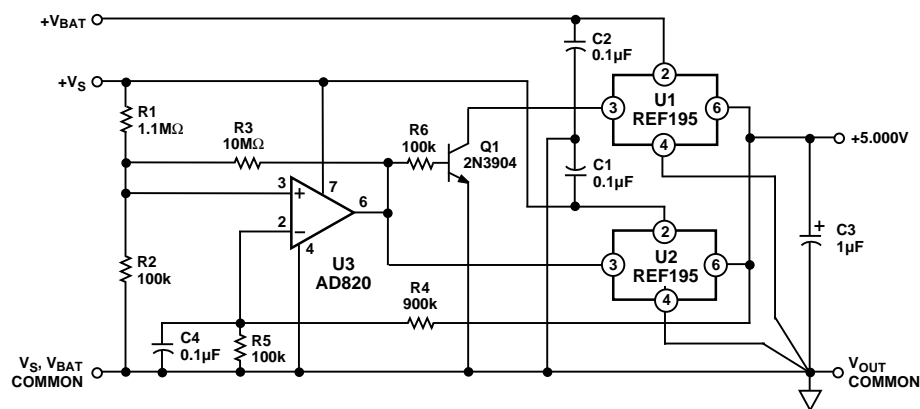 +VBAT
C2
0.1µF
2
U1
REF195
3
6
4
+VS
R1
1.1MΩ
R3
10MΩ
R6
100k
Q1
2N3904
+5.000V
C1
0.1µF
3
+
7
6
2
−
4
U3
AD820
2
U2
REF195
3
6
4
+
C3
1µF
R2
100k
R4
900k
C4
0.1µF
R5
100k
VS, VBAT
COMMON
VOUT
COMMON